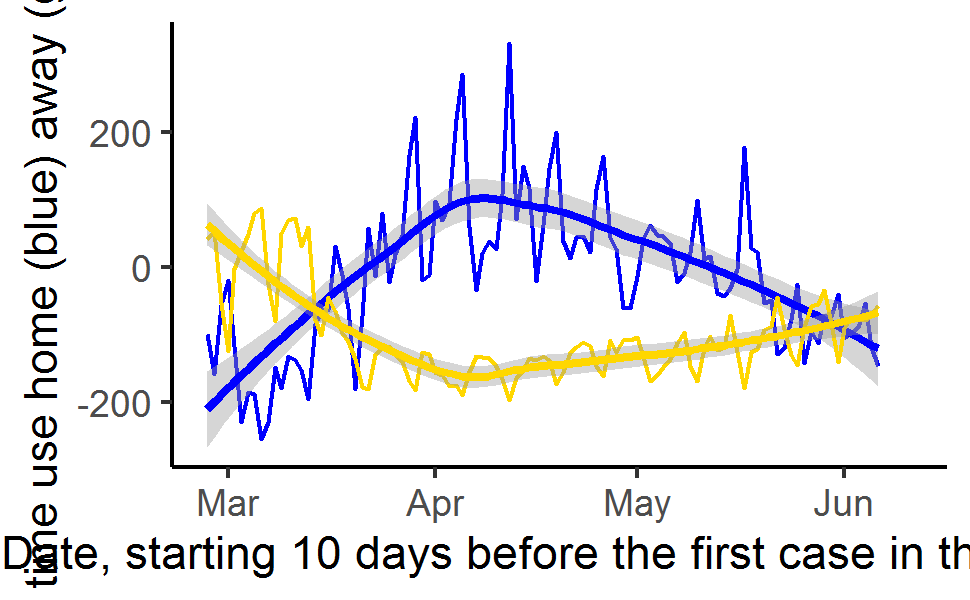 time use home (blue) away (
200
0
-200
Mar Apr May Jun
Date, starting 10 days before the first case in th